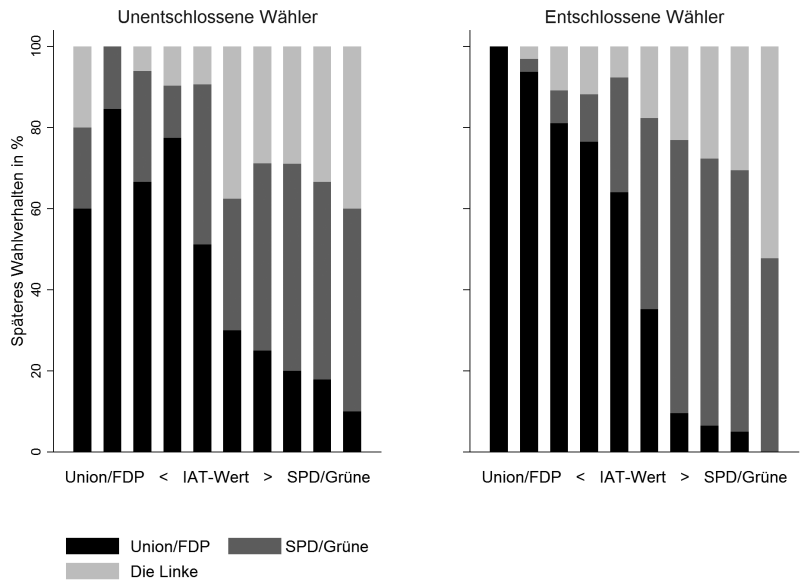 Unentschlossene Wähler
Entschlossene Wähler
Späteres Wahlverhalten in %
100
80
60
40
20
0
Union/FDP < IAT-Wert > SPD/Grüne
Union/FDP < IAT-Wert > SPD/Grüne
Union/FDP
SPD/Grüne
Die Linke